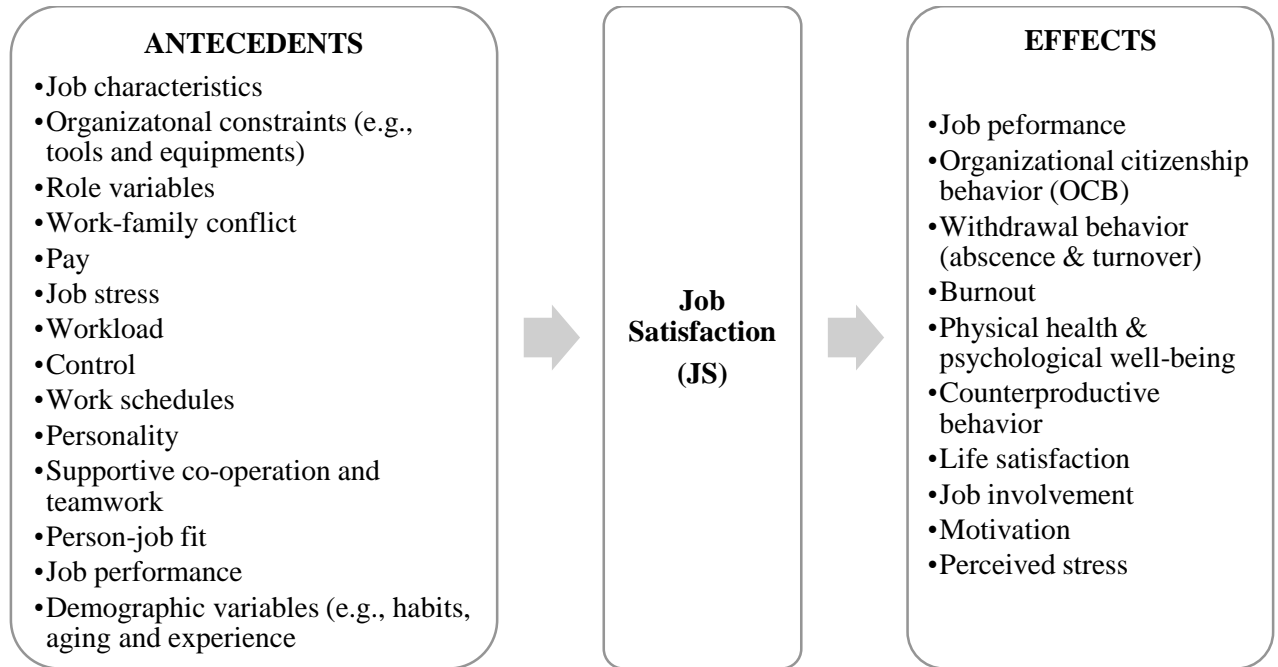 ANTECEDENTS
•Job characteristics
•Organizatonal constraints (e.g.,
tools and equipments)
•Role variables
•Work-family conflict
•Pay
•Job stress
•Workload
•Control
•Work schedules
•Personality
•Supportive co-operation and
teamwork
•Person-job fit
•Job performance
•Demographic variables (e.g., habits,
aging and experience
Job
Satisfaction
(JS)
EFFECTS
•Job peformance
•Organizational citizenship
behavior (OCB)
•Withdrawal behavior
(abscence & turnover)
•Burnout
•Physical health &
psychological well-being
•Counterproductive
behavior
•Life satisfaction
•Job involvement
•Motivation
•Perceived stress